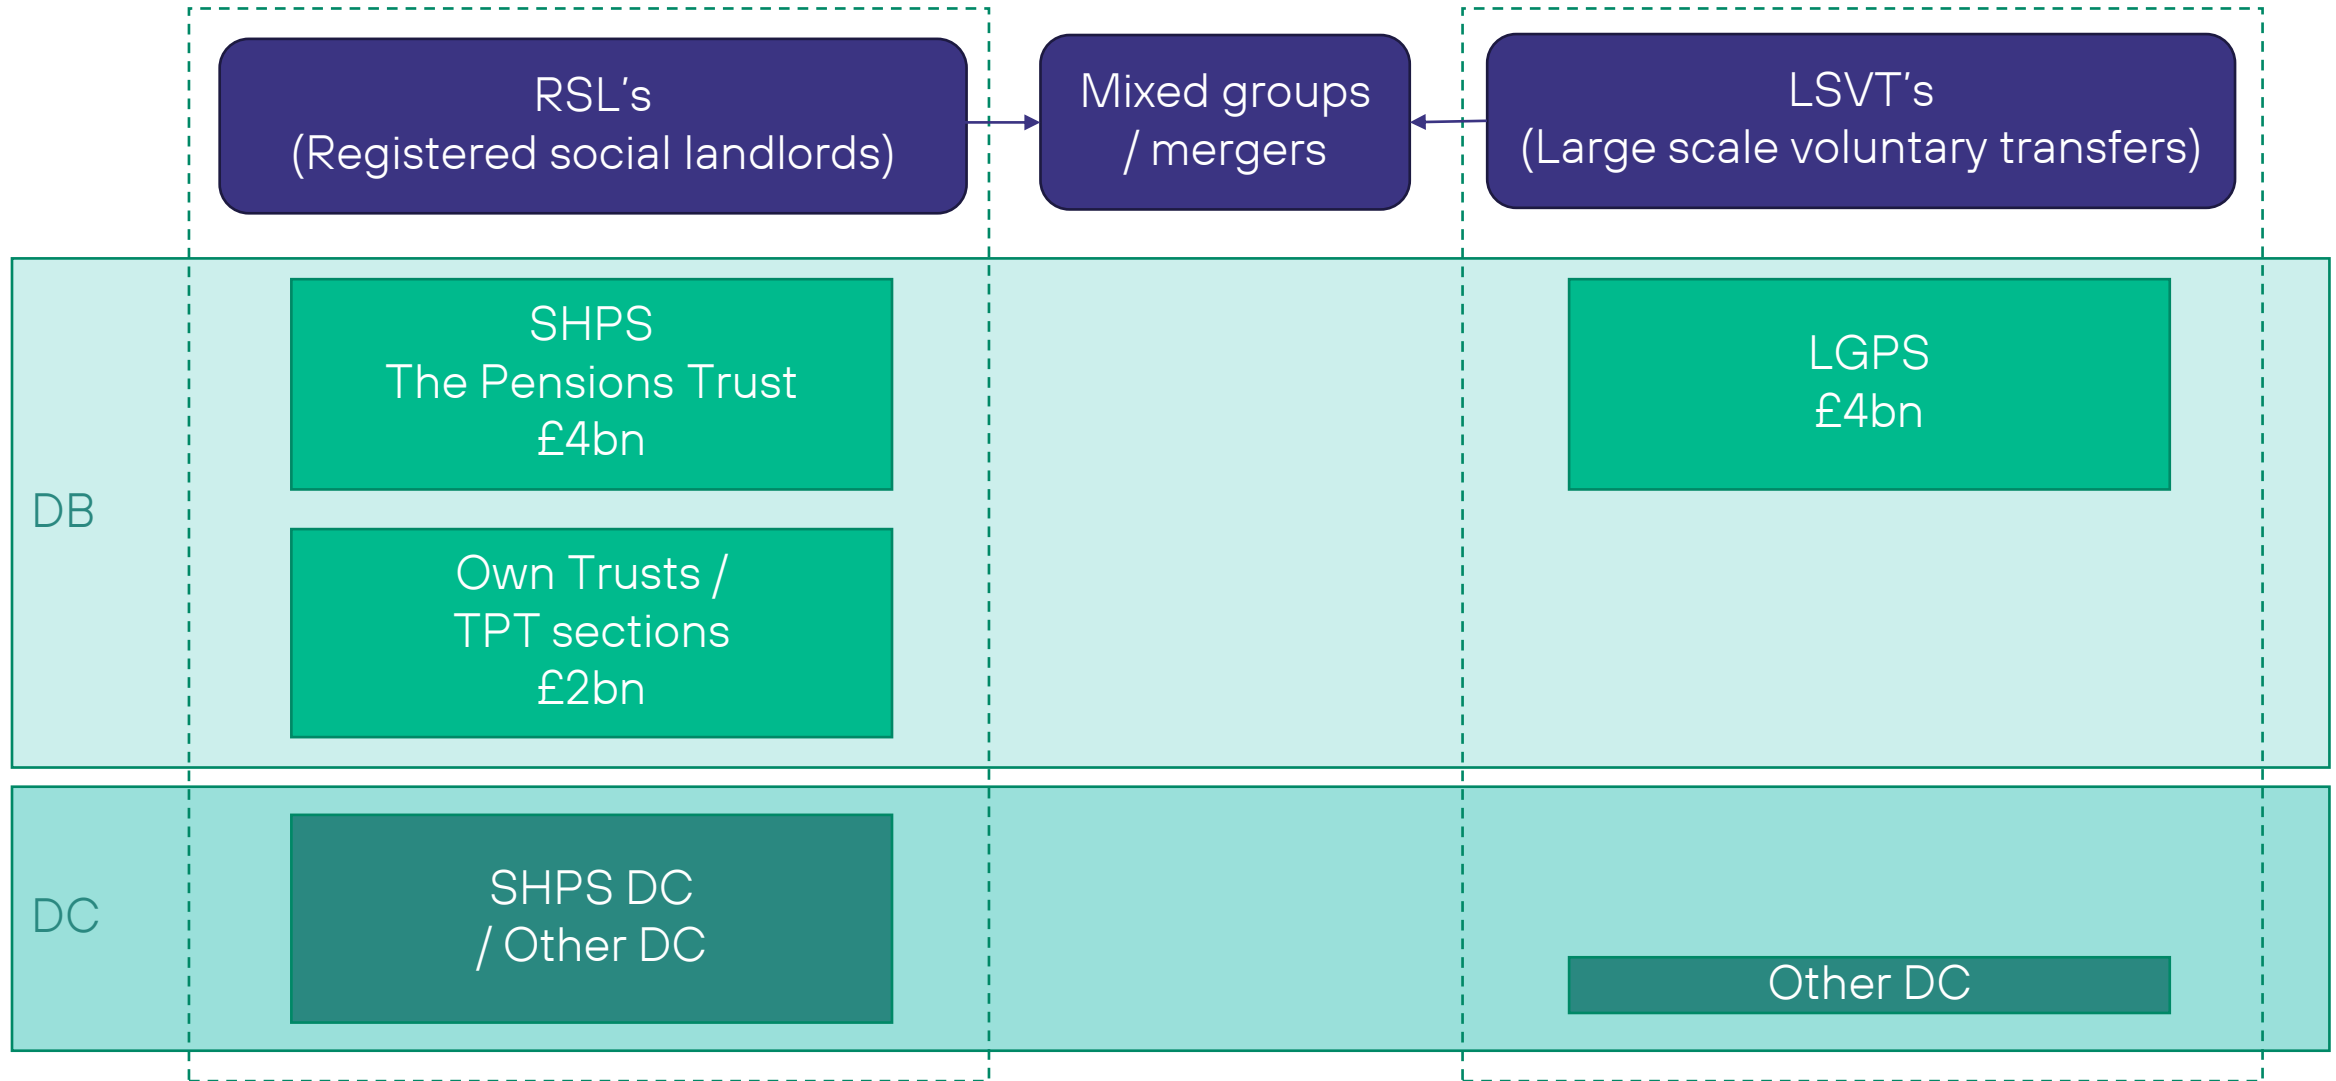 RSL's
(Registered social landlords)
Mixed groups
/ mergers
LSVT's
(Large scale voluntary transfers)
DB
SHPS
The Pensions Trust
£4bn
LGPS
£4bn
Own Trusts /
TPT sections
£2bn
DC
SHPS DC
/ Other DC
Other DC